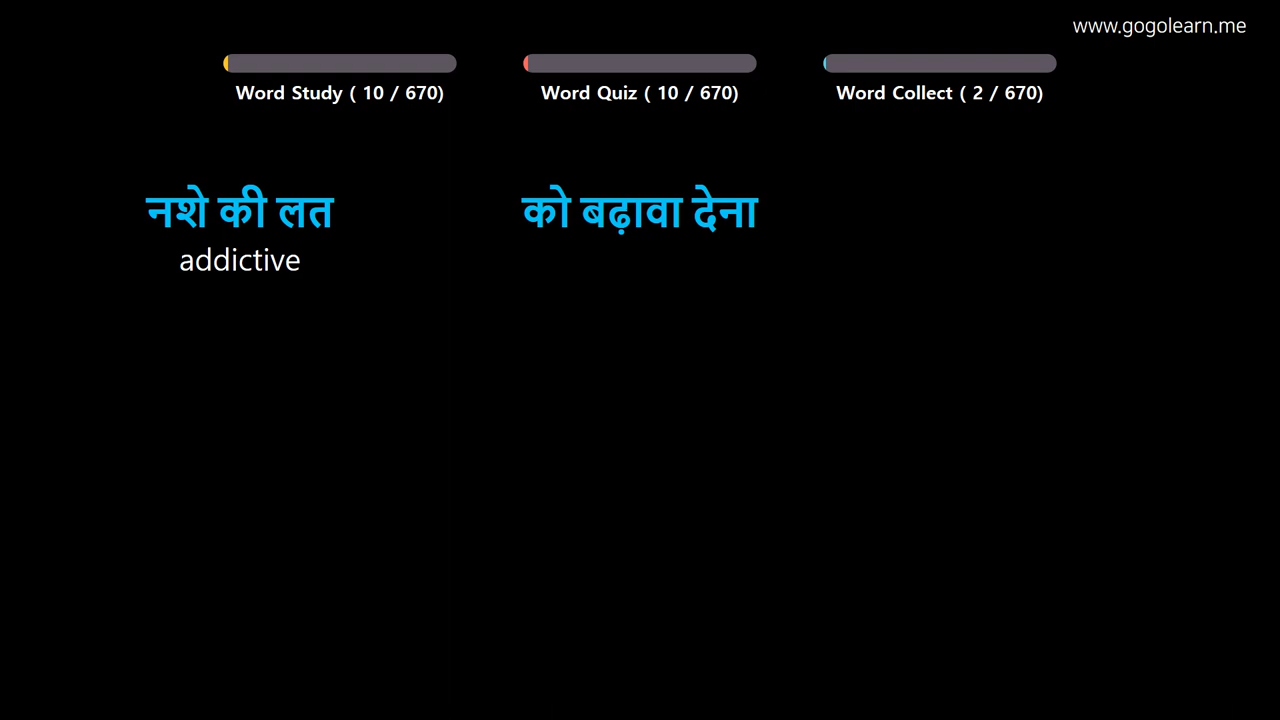 www.gogolearn.me
Word Study ( 10 / 670)
Word Quiz ( 10 / 670)
Word Collect ( 2 / 670)
नशे की लत
को बढ़ावा देना
addictive